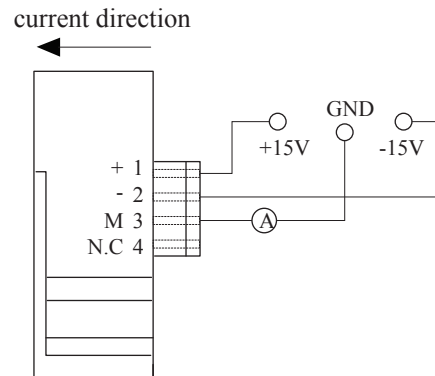 current direction
GND
+15V
-15V
+ 1
- 2
M 3
N.C 4
A